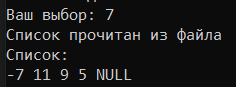 Ваш выбор: 7
Список прочитан из файла
Список:
-7 11 9 5 NULL